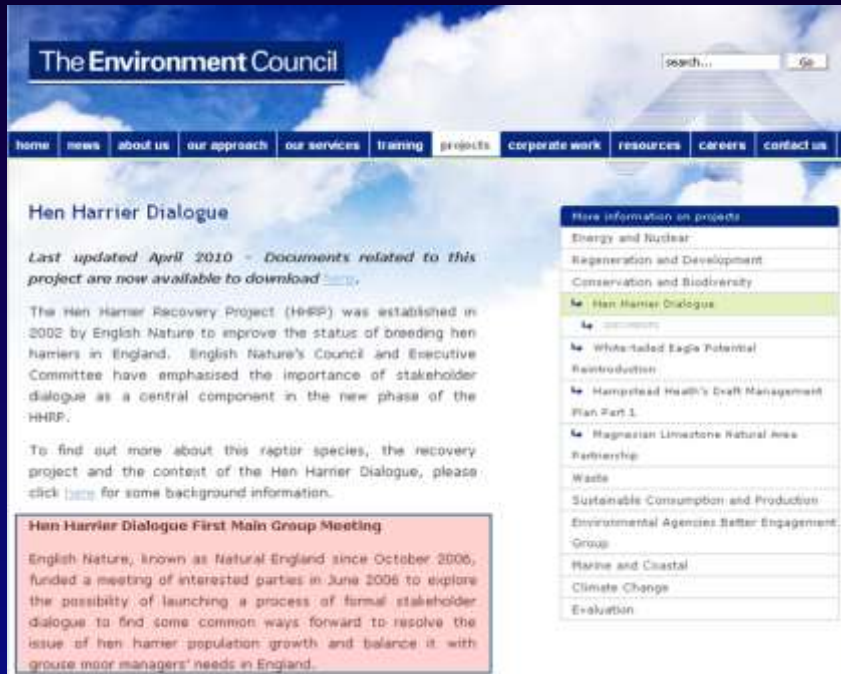 The Environment Council
search...
Go
home news about us our approach our services training projects corporate work resources careers contact us
Hen Harrier Dialogue
Last updated April 2010 - Documents related to this
project are now available to download here.
The Hen Harrier Recovery Project (HHRP) was established in
2002 by English Nature to improve the status of breeding hen
harriers in England. English Nature's Council and Executive
Committee have emphasised the importance of stakeholder
dialogue as a central component in the new phase of the
HHRP.
To find out more about this raptor species, the recovery
project and the context of the Hen Harrier Dialogue, please
click here for some background information.
Hen Harrier Dialogue First Main Group Meeting
English Nature, known as Natural England since October 2006,
funded a meeting of interested parties in June 2006 to explore
the possibility of launching a process of formal stakeholder
dialogue to find some common ways forward to resolve the
issue of hen harrier population growth and balance it with
grouse moor managers' needs in England.
More information on projects
Energy and Nuclear
Regeneration and Development
Conservation and Biodiversity
Hen Harrier Dialogue
DOCUMENTS
White-tailed Eagle Potential
Reintroduction
Hampstead Heath's Draft Management
Plan Part 1
Magnesian Limestone Natural Area
Partnership
Waste
Sustainable Consumption and Production
Environmental Agencies Better Engagement
Group
Marine and Coastal
Climate Change
Evaluation